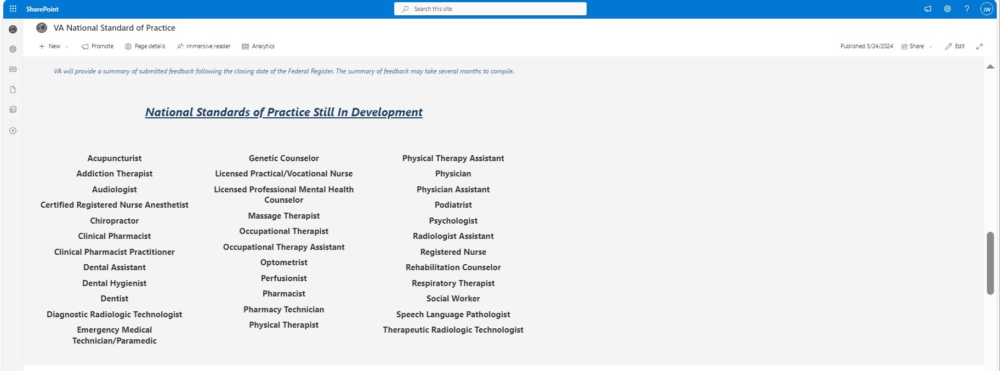 SharePoint
Search this site
JW
VA National Standard of Practice
New
Promote
Page details
Immersive reader
Analytics
Published 5/24/2024
Share
Edit
VA will provide a summary of submitted feedback following the closing date of the Federal Register. The summary of feedback may take several months to compile.
National Standards of Practice Still In Development
Acupuncturist
Addiction Therapist
Audiologist
Certified Registered Nurse Anesthetist
Chiropractor
Clinical Pharmacist
Clinical Pharmacist Practitioner
Dental Assistant
Dental Hygienist
Dentist
Diagnostic Radiologic Technologist
Emergency Medical
Technician/Paramedic
Genetic Counselor
Licensed Practical/Vocational Nurse
Licensed Professional Mental Health
Counselor
Massage Therapist
Occupational Therapist
Occupational Therapy Assistant
Optometrist
Perfusionist
Pharmacist
Pharmacy Technician
Physical Therapist
Physical Therapy Assistant
Physician
Physician Assistant
Podiatrist
Psychologist
Radiologist Assistant
Registered Nurse
Rehabilitation Counselor
Respiratory Therapist
Social Worker
Speech Language Pathologist
Therapeutic Radiologic Technologist